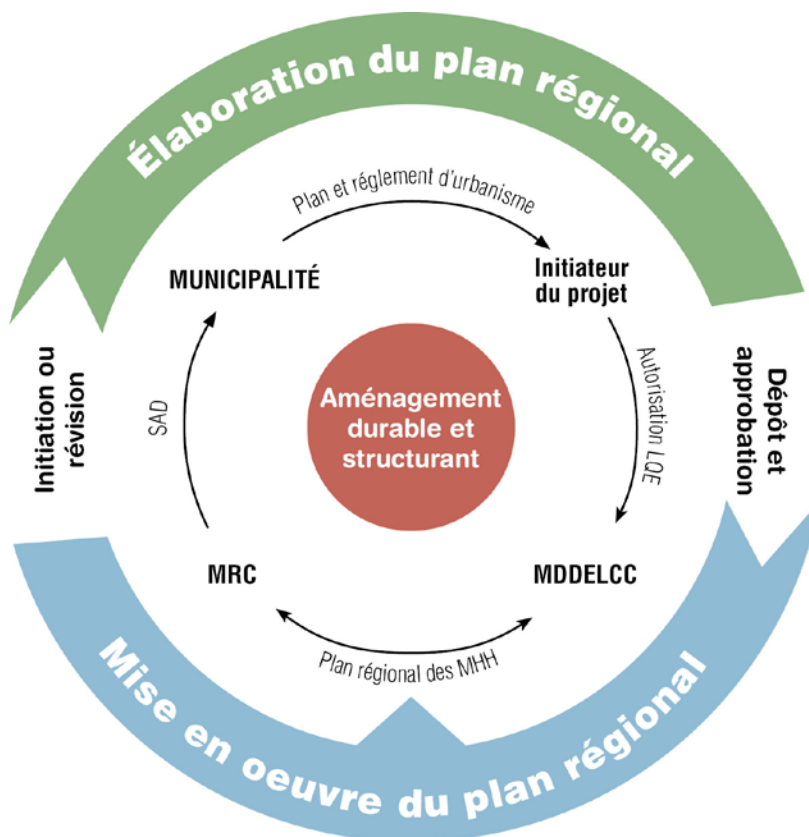 Élaboration du plan régional
Plan et réglement d'urbanisme
MUNICIPALITÉ
Initiateur
du projet
Initiation ou
révision
SAD
Aménagement
durable et
structurant
Autorisation LQE
Dépôt et
approbation
MRC
MDDELCC
Plan régional des MHH
Mise en oeuvre du plan régional